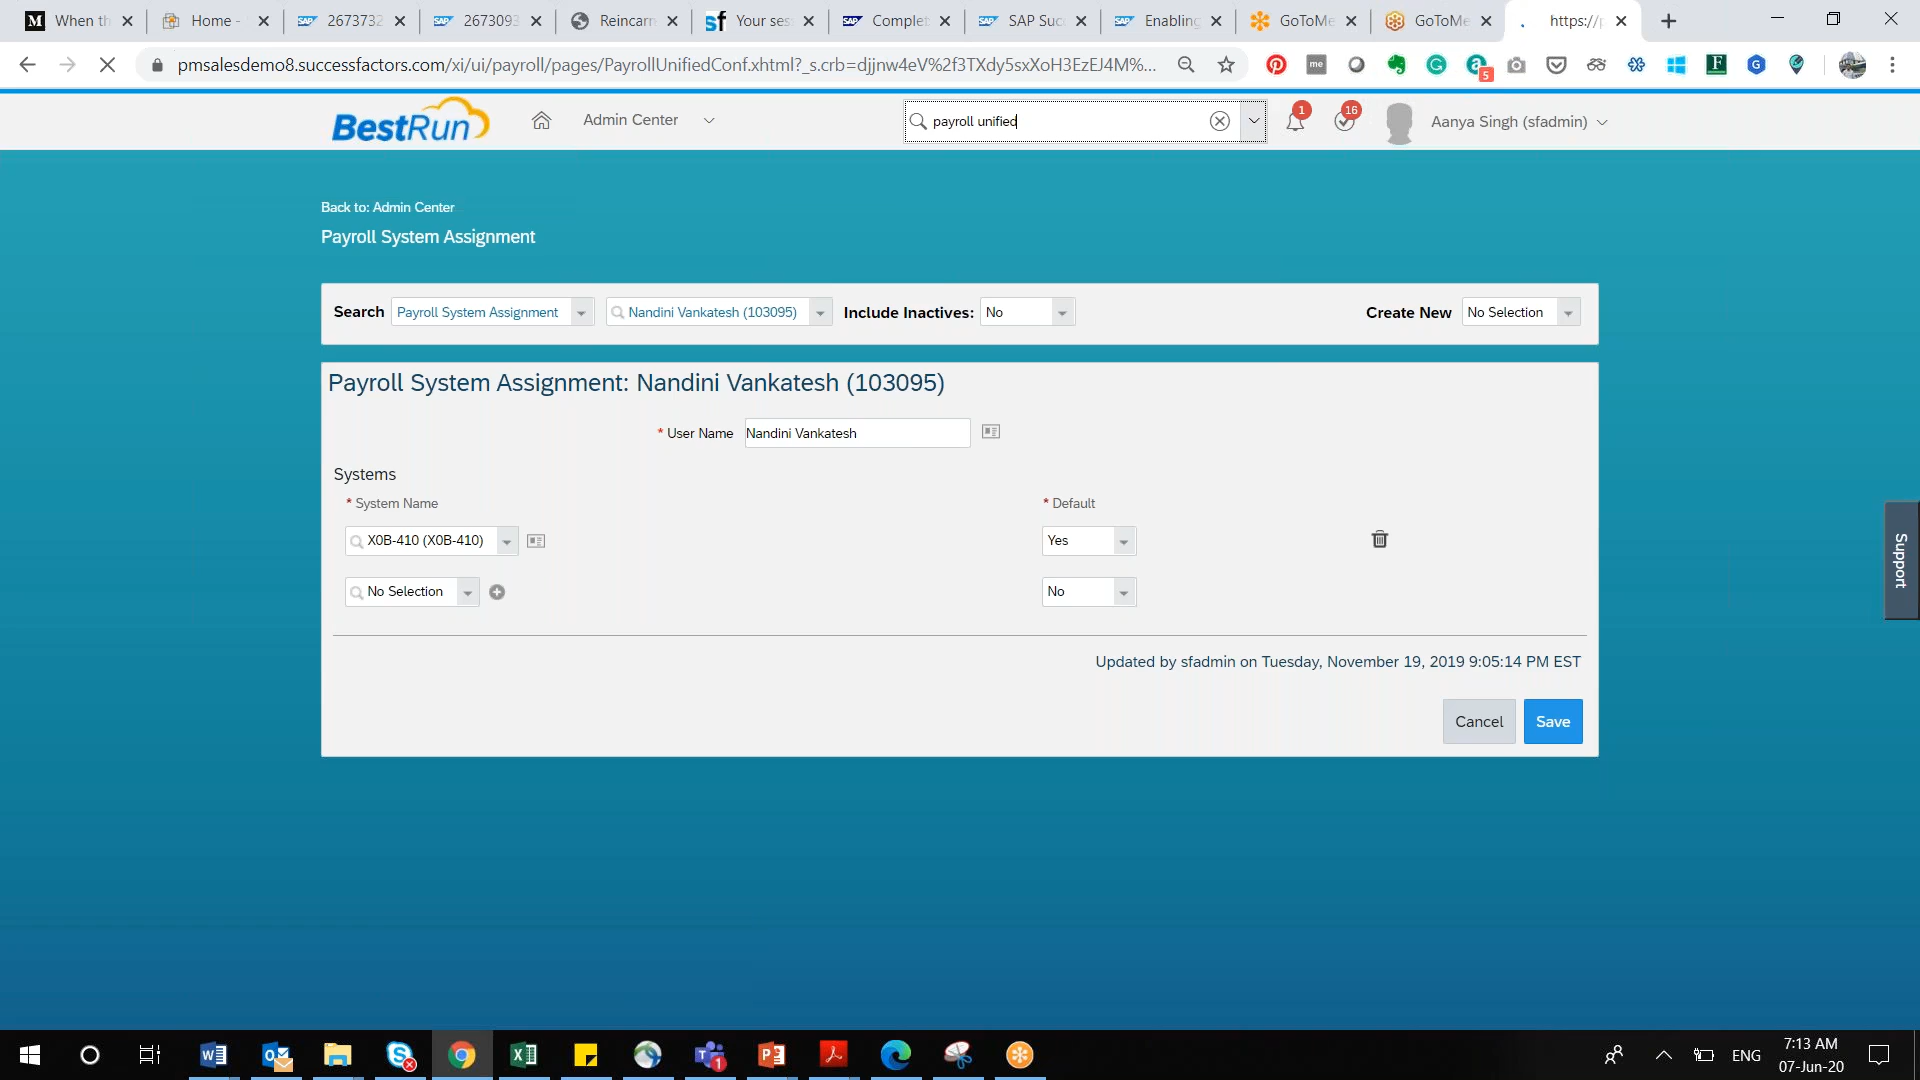 When th
Home -
2673732
2673093
Reincarn
Your ses
Complet
SAP Suc
Enabling
GoToMe
GoToMe
https://p
pmsalesdemo8.successfactors.com/xi/ui/payroll/pages/PayrollUnifiedConf.xhtml?_s.crb=djjnw4eV%2f3TXdy5sxXoH3EzEJ4M%...
BestRun
Admin Center
payroll unified
1
16
Aanya Singh (sfadmin)
Back to: Admin Center
Payroll System Assignment
Search Payroll System Assignment Nandini Vankatesh (103095) Include Inactives: No Create New No Selection
Payroll System Assignment: Nandini Vankatesh (103095)
* User Name Nandini Vankatesh
Systems
* System Name * Default
X0B-410 (X0B-410) Yes
No Selection No
Support
Updated by sfadmin on Tuesday, November 19, 2019 9:05:14 PM EST
Cancel Save
ENG
7:13 AM
07-Jun-20